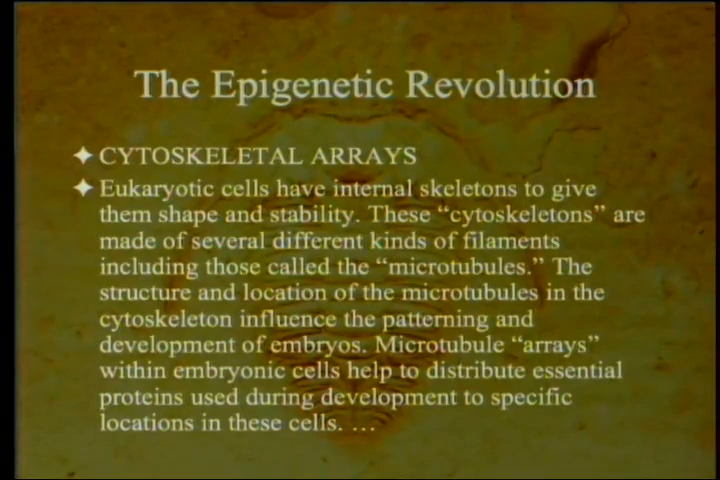 The Epigenetic Revolution
✦ CYTOSKELETAL ARRAYS
✦ Eukaryotic cells have internal skeletons to give
them shape and stability. These “cytoskeletons” are
made of several different kinds of filaments
including those called the “microtubules.” The
structure and location of the microtubules in the
cytoskeleton influence the patterning and
development of embryos. Microtubule “arrays”
within embryonic cells help to distribute essential
proteins used during development to specific
locations in these cells. …